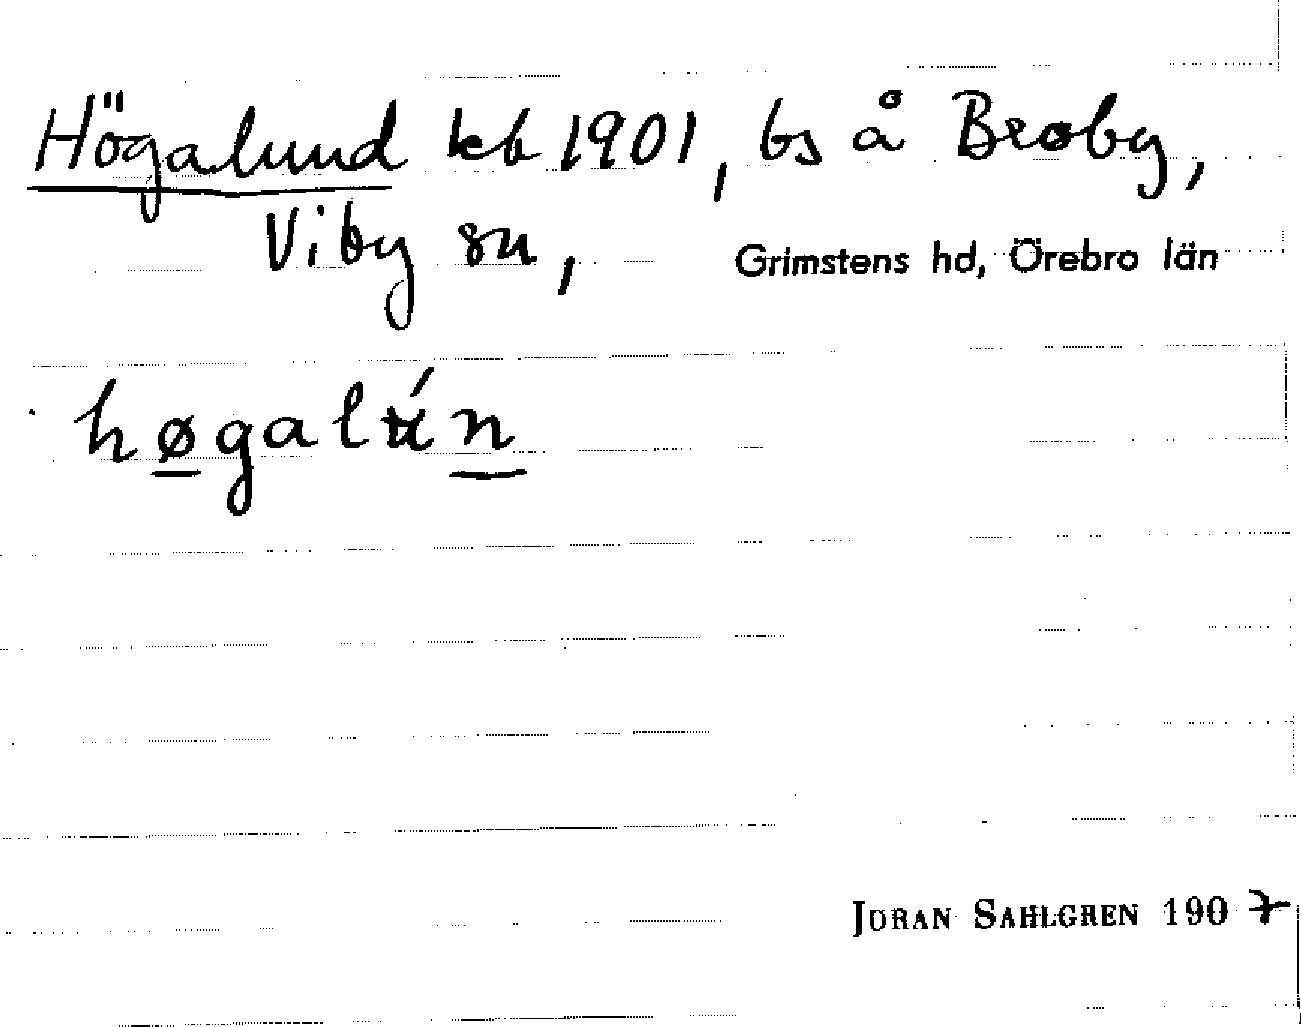 Högalund kb 1901, bs å Broby,
Viby sn,
Grimstens hd, Örebro län
høgalún
JORAN SAHLGREN 1907